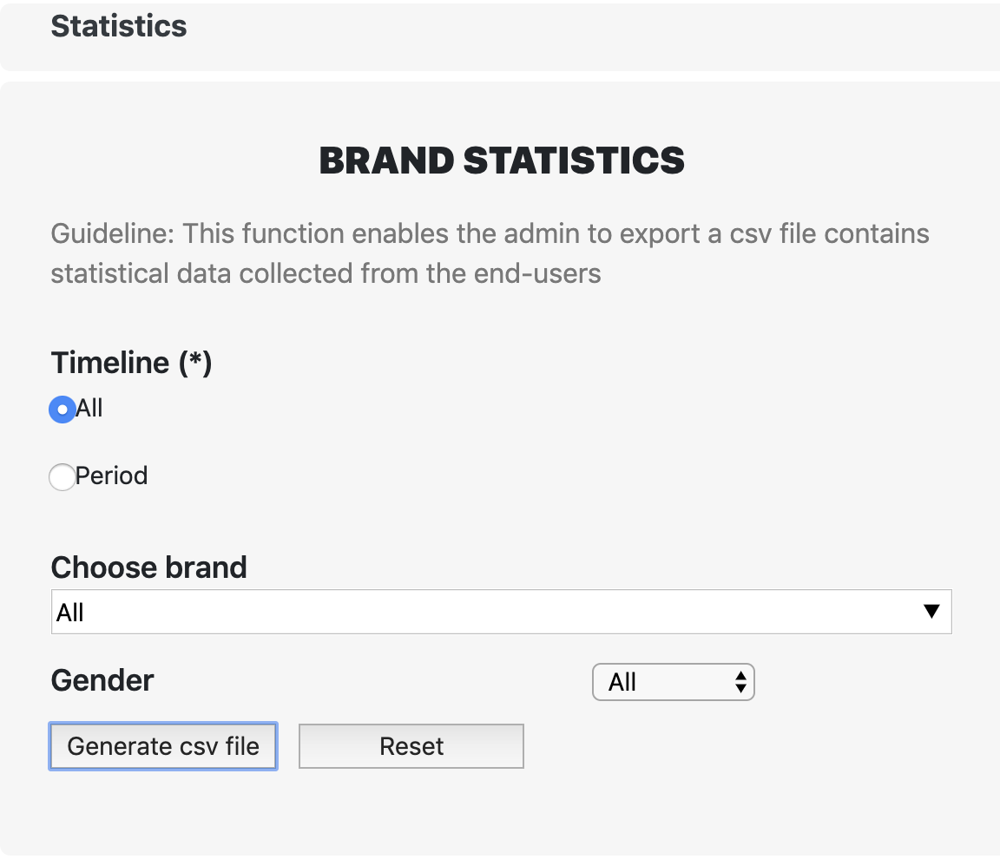 Statistics
BRAND STATISTICS
Guideline: This function enables the admin to export a csv file contains
statistical data collected from the end-users
Timeline (*)
All
Period
Choose brand
All
Gender All
Generate csv file Reset